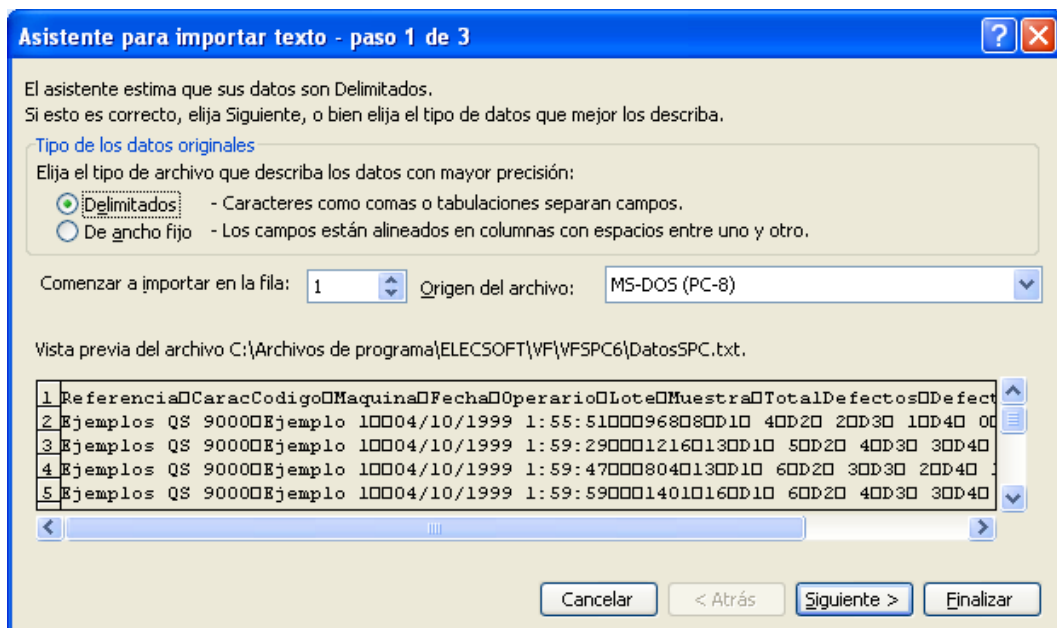 Asistente para importar texto - paso 1 de 3
El asistente estima que sus datos son Delimitados.
Si esto es correcto, elija Siguiente, o bien elija el tipo de datos que mejor los describa.
Tipo de los datos originales
Elija el tipo de archivo que describa los datos con mayor precisión:
Delimitados - Caracteres como comas o tabulaciones separan campos.
De ancho fijo - Los campos están alineados en columnas con espacios entre uno y otro.
Comenzar a importar en la fila: 1 Origen del archivo: MS-DOS (PC-8)
Vista previa del archivo C:\Archivos de programa\ELECSOFT\VF\VFSPC6\DatosSPC.txt.
1 Referencia□CaracCodigo□Maquina□Fecha□Operario□Lote□Muestra□TotalDefectos□Defect
2 Ejemplos QS 9000□Ejemplo 1□□04/10/1999 1:55:51□□□968□8□D1□ 4□D2□ 2□D3□ 1□D4□ 0□
3 Ejemplos QS 9000□Ejemplo 1□□04/10/1999 1:59:29□□□1216□13□D1□ 5□D2□ 4□D3□ 3□D4□
4 Ejemplos QS 9000□Ejemplo 1□□04/10/1999 1:59:47□□□804□13□D1□ 6□D2□ 3□D3□ 2□D4□
5 Ejemplos QS 9000□Ejemplo 1□□04/10/1999 1:59:59□□□1401□16□D1□ 6□D2□ 4□D3□ 3□D4□
Cancelar < Atrás Siguiente > Finalizar